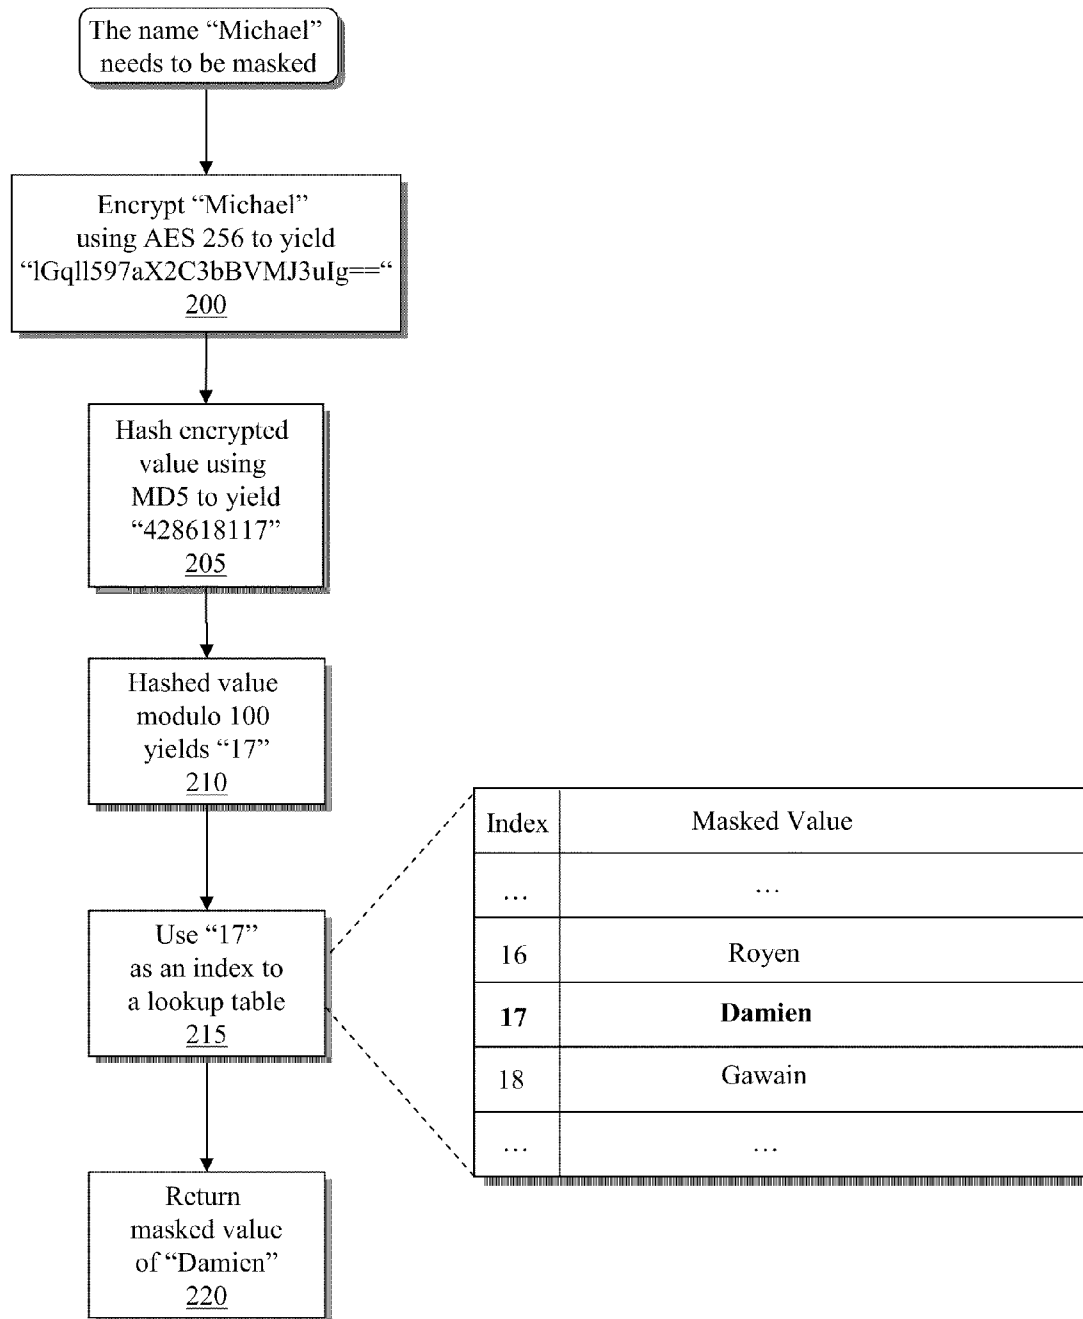 The name “Michael”
needs to be masked
Encrypt “Michael”
using AES 256 to yield
“lGqll597aX2C3bBVMJ3uIg==“
200
Hash encrypted
value using
MD5 to yield
“428618117”
205
Hashed value
modulo 100
yields “17”
210
Use “17”
as an index to
a lookup table
215
Return
masked value
of “Damien”
220
Index Masked Value
... ...
16 Royen
17 Damien
18 Gawain
... ...